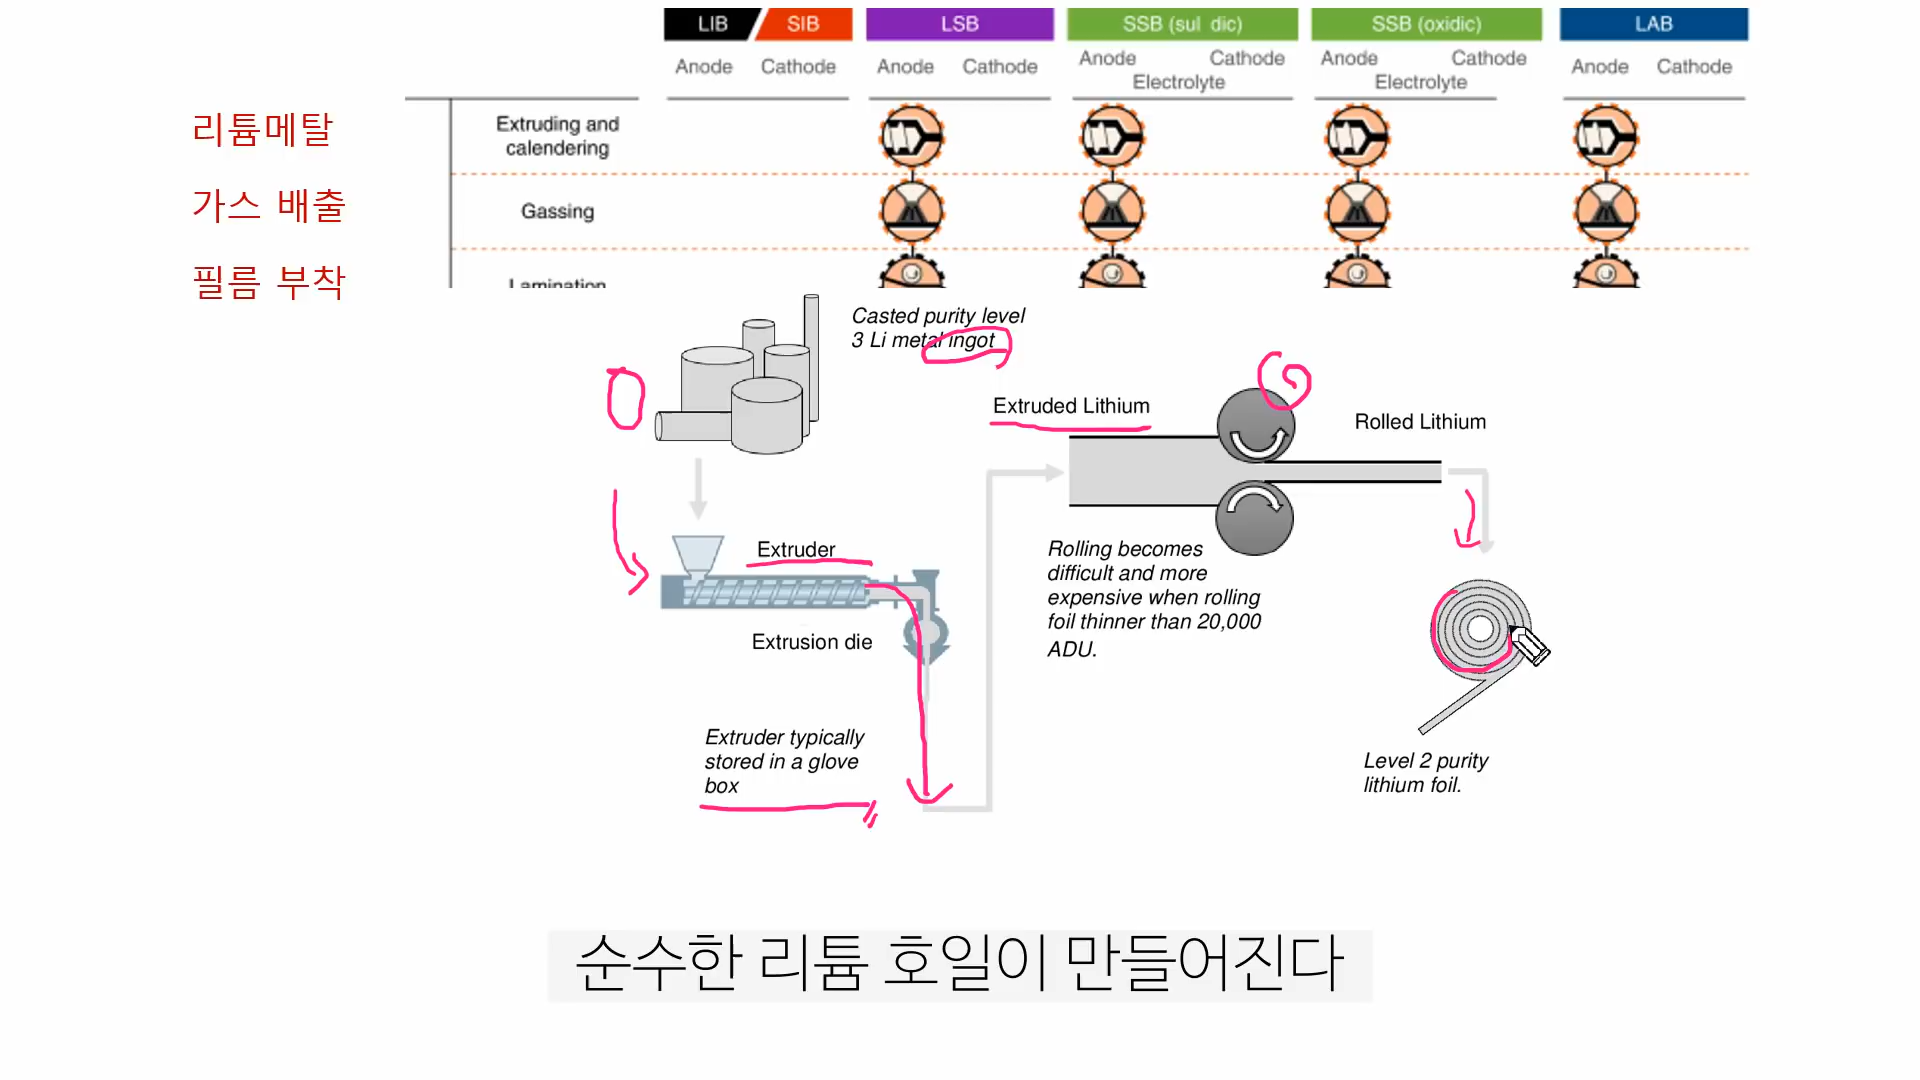 LIB SIB LSB SSB (sul dic) SSB (oxidic) LAB
Anode Cathode Anode Cathode Anode Cathode Anode Cathode Anode Cathode
Electrolyte Electrolyte
리튬메탈
Extruding and
calendering
가스 배출
Gassing
필름 부착
Lamination
Casted purity level
3 Li metal ingot
Extruded Lithium
Rolled Lithium
Extruder
Extrusion die
Rolling becomes
difficult and more
expensive when rolling
foil thinner than 20,000
ADU.
Extruder typically
stored in a glove
box
Level 2 purity
lithium foil.
순수한 리튬 호일이 만들어진다